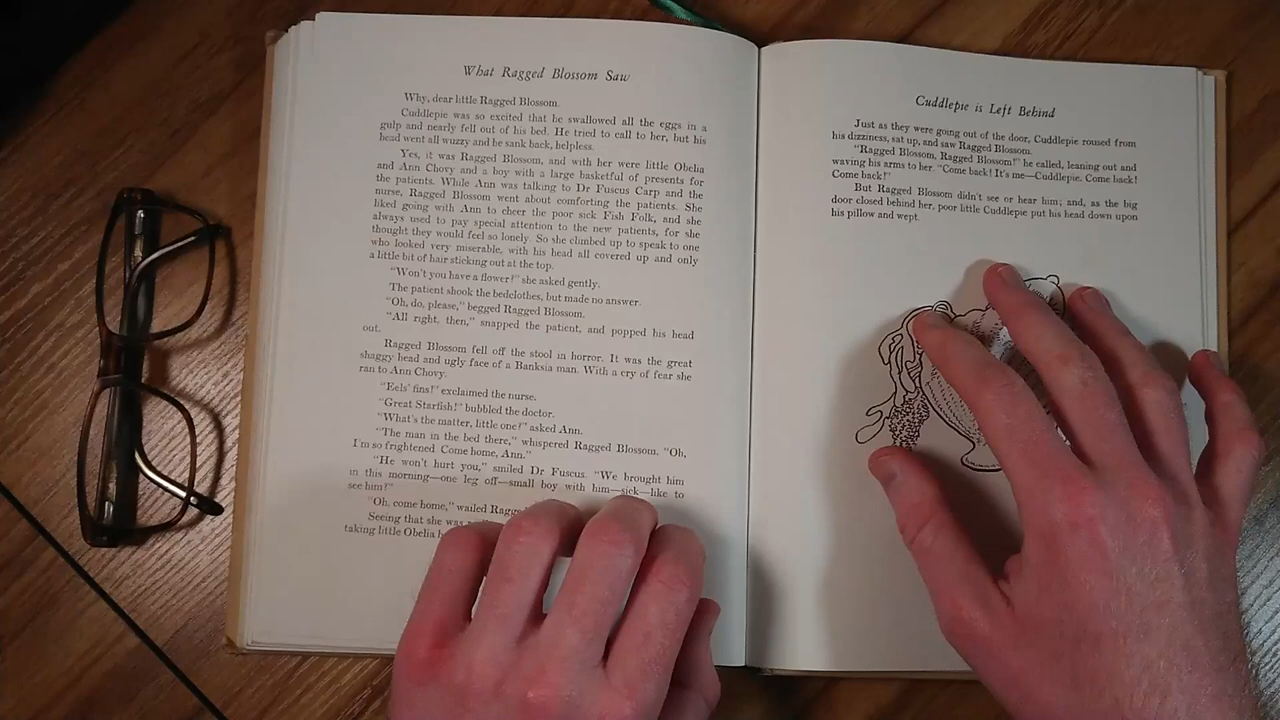 What Ragged Blossom Saw
Why, dear little Ragged Blossom.
Cuddlepie was so excited that he swallowed all the eggs in a
gulp and nearly fell out of his bed. He tried to call to her, but his
head went all wuzzy and he sank back, helpless.
Yes, it was Ragged Blossom, and with her were little Obelia
and Ann Chovy and a boy with a large basketful of presents for
the patients. While Ann was talking to Dr Fuscus Carp and the
nurse, Ragged Blossom went about comforting the patients. She
liked going with Ann to cheer the poor sick Fish Folk, and she
always used to pay special attention to the new patients, for she
thought they would feel so lonely. So she climbed up to speak to one
who looked very miserable, with his head all covered up and only
a little bit of hair sticking out at the top.
"Won't you have a flower?" she asked gently.
The patient shook the bedclothes, but made no answer.
"Oh, do, please," begged Ragged Blossom.
"All right, then," snapped the patient, and popped his head
out.
Ragged Blossom fell off the stool in horror. It was the great
shaggy head and ugly face of a Banksia man. With a cry of fear she
ran to Ann Chovy.
"Eels' fins!" exclaimed the nurse.
"Great Starfish!" bubbled the doctor.
"What's the matter, little one?" asked Ann.
"The man in the bed there," whispered Ragged Blossom, "Oh,
I'm so frightened Come home, Ann."
"He won't hurt you," smiled Dr Fuscus. "We brought him
in this morning—one leg off—small boy with him—sick—like to
see him?"
"Oh, come home," wailed
Seeing that she was
taking little Obelia
Cuddlepie is Left Behind
Just as they were going out of the door, Cuddlepie roused from
his dizziness, sat up, and saw Ragged Blossom.
"Ragged Blossom, Ragged Blossom!" he called, leaning out and
waving his arms to her. "Come back! It's me—Cuddlepie. Come back!
Come back!"
But Ragged Blossom didn't see or hear him; and, as the big
door closed behind her, poor little Cuddlepie put his head down upon
his pillow and wept.